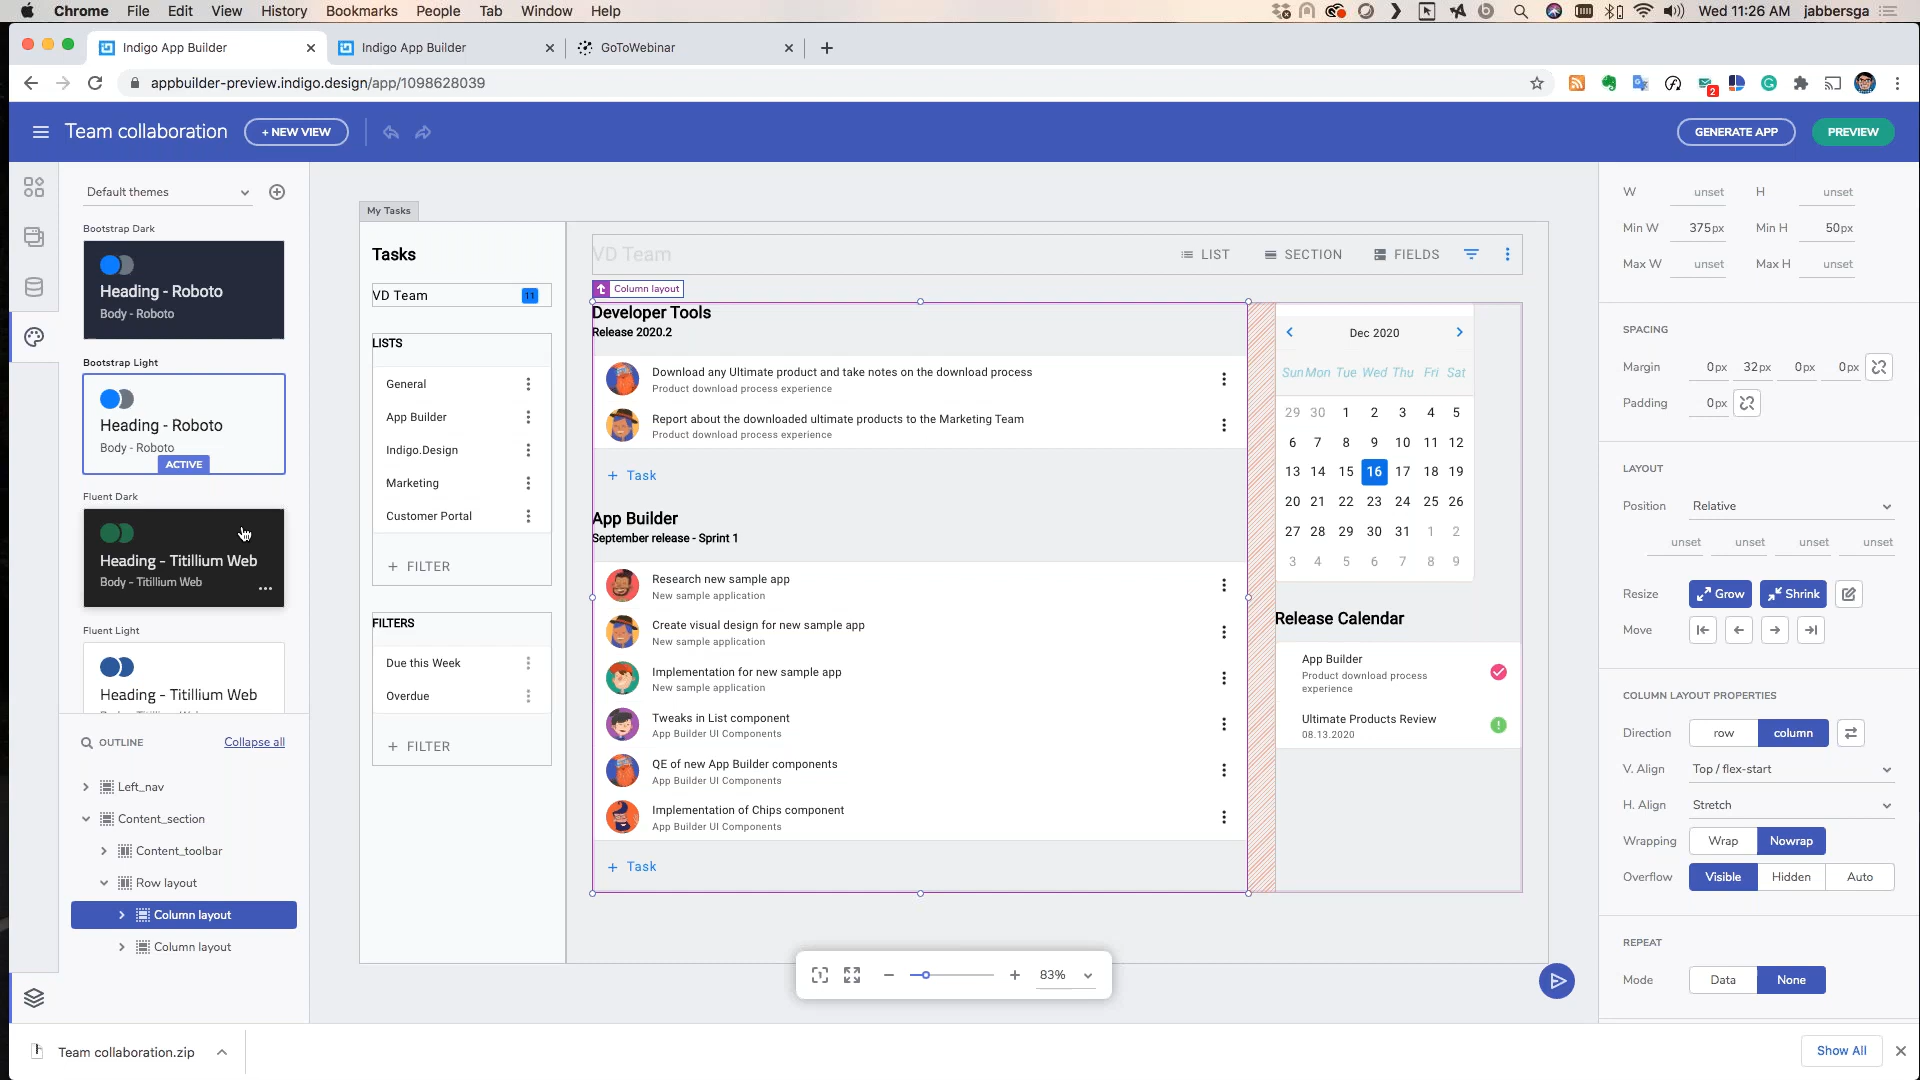 Chrome File Edit View History Bookmarks People Tab Window Help
Wed 11:26 AM jabbersga
Indigo App Builder
Indigo App Builder
GoToWebinar
appbuilder-preview.indigo.design/app/1098628039
2
Team collaboration
+ NEW VIEW
GENERATE APP
PREVIEW
Default themes
Bootstrap Dark
Heading - Roboto
Body - Roboto
Bootstrap Light
Heading - Roboto
Body - Roboto
ACTIVE
Fluent Dark
Heading - Titillium Web
Body - Titillium Web
Fluent Light
Heading - Titillium Web
OUTLINE
Collapse all
Left_nav
Content_section
Content_toolbar
Row layout
Column layout
Column layout
My Tasks
Tasks
VD Team
11
LISTS
General
App Builder
Indigo.Design
Marketing
Customer Portal
+ FILTER
FILTERS
Due this Week
Overdue
+ FILTER
VD Team
LIST
SECTION
FIELDS
Column layout
Developer Tools
Release 2020.2
Download any Ultimate product and take notes on the download process
Product download process experience
Report about the downloaded ultimate products to the Marketing Team
Product download process experience
+ Task
App Builder
September release - Sprint 1
Research new sample app
New sample application
Create visual design for new sample app
New sample application
Implementation for new sample app
New sample application
Tweaks in List component
App Builder UI Components
QE of new App Builder components
App Builder UI Components
Implementation of Chips component
App Builder UI Components
+ Task
Dec 2020
Sun Mon Tue Wed Thu Fri Sat
29 30 1 2 3 4 5
6 7 8 9 10 11 12
13 14 15 16 17 18 19
20 21 22 23 24 25 26
27 28 29 30 31 1 2
3 4 5 6 7 8 9
Release Calendar
App Builder
Product download process
experience
Ultimate Products Review
08.13.2020
83%
W unset H unset
Min W 375px Min H 50px
Max W unset Max H unset
SPACING
Margin 0px 32px 0px 0px
Padding 0px
LAYOUT
Position Relative
unset unset unset unset
Resize Grow Shrink
Move
COLUMN LAYOUT PROPERTIES
Direction row column
V. Align Top / flex-start
H. Align Stretch
Wrapping Wrap Nowrap
Overflow Visible Hidden Auto
REPEAT
Mode Data None
Team collaboration.zip
Show All